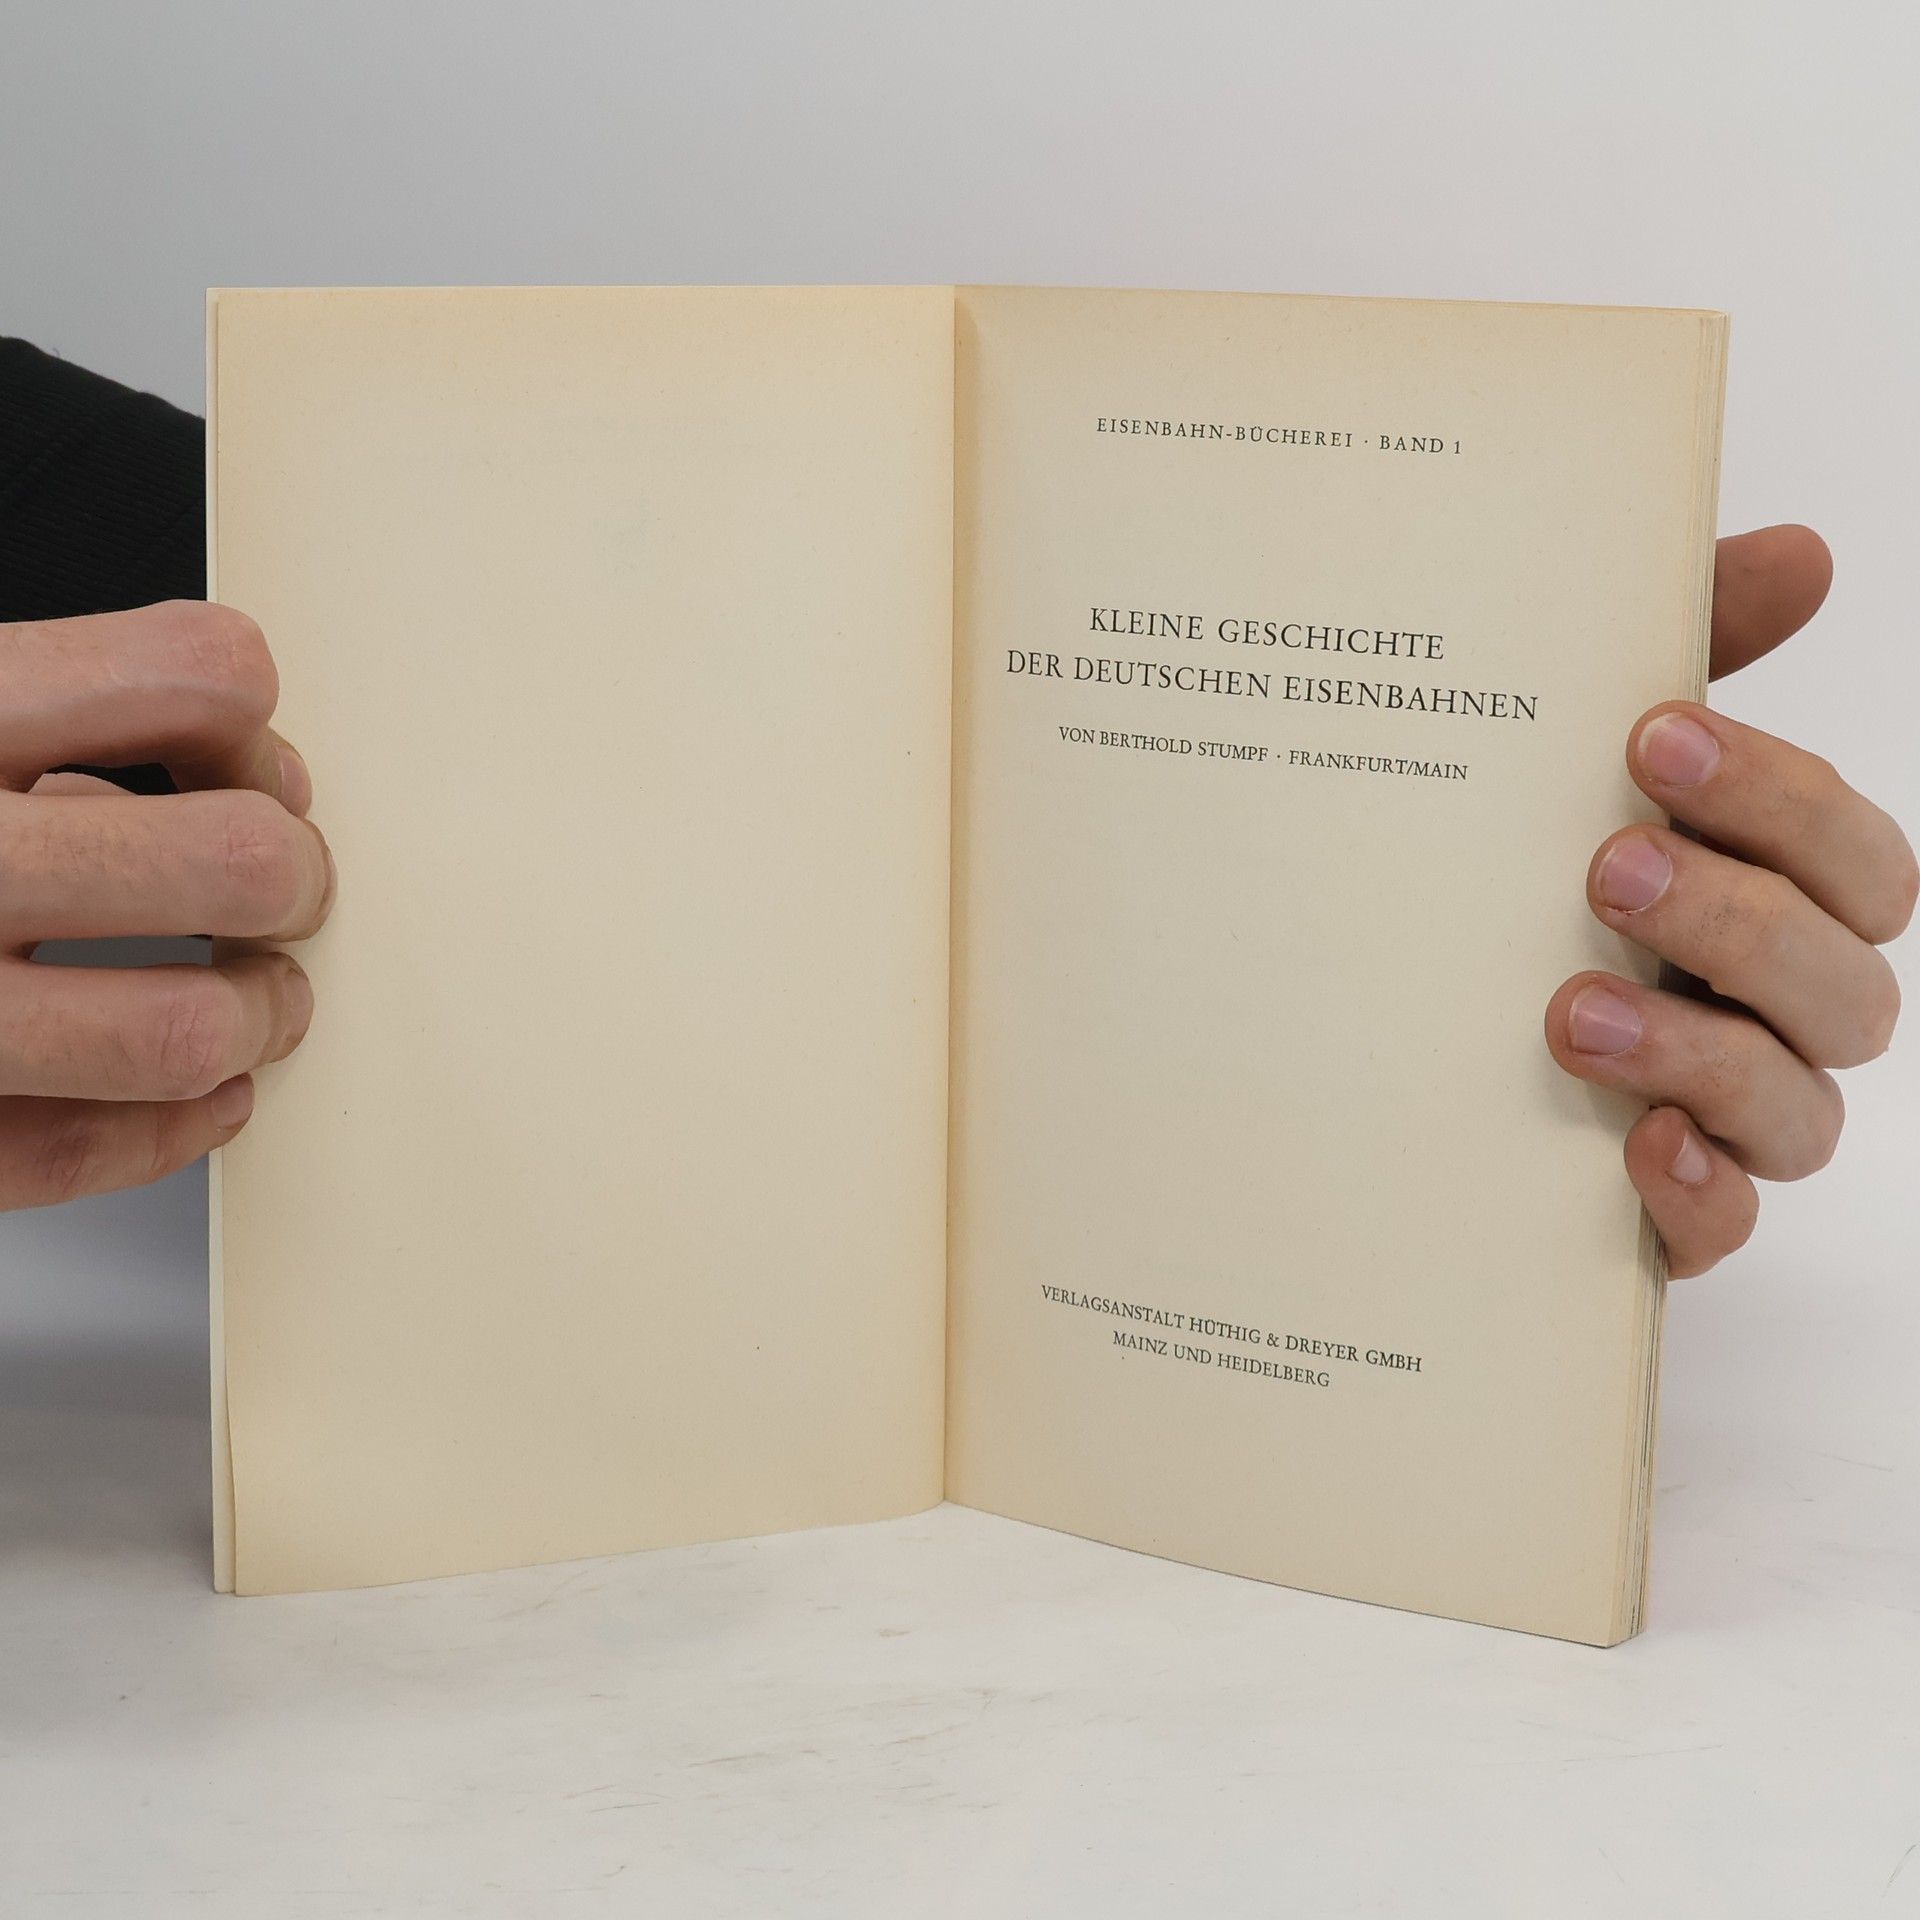 EISENBAHN-BÜCHEREI · BAND 1
KLEINE GESCHICHTE
DER DEUTSCHEN EISENBAHNEN
VON BERTHOLD STUMPF · FRANKFURT/MAIN
VERLAGSANSTALT HÜTHIG & DREYER GMBH
MAINZ UND HEIDELBERG